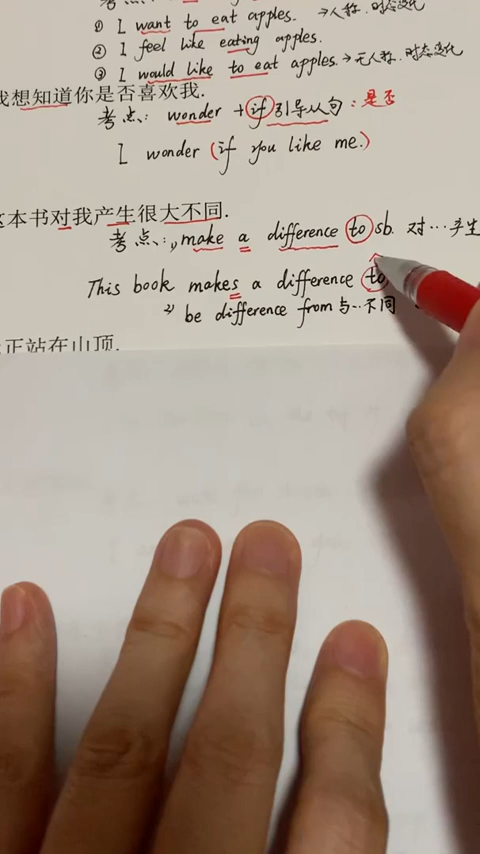 ① I want to eat apples. →人称、时态变化
② I feel like eating apples.
③ I would like to eat apples. →无人称、时态变化
想知道你是否喜欢我.
考点: wonder + if 引导从句: 是否
I wonder (if you like me.)
这本书对我产生很大不同.
考点: 1) make a difference to sb. 对…产生
This book makes a difference to
2) be difference from 与…不同
正站在山顶.